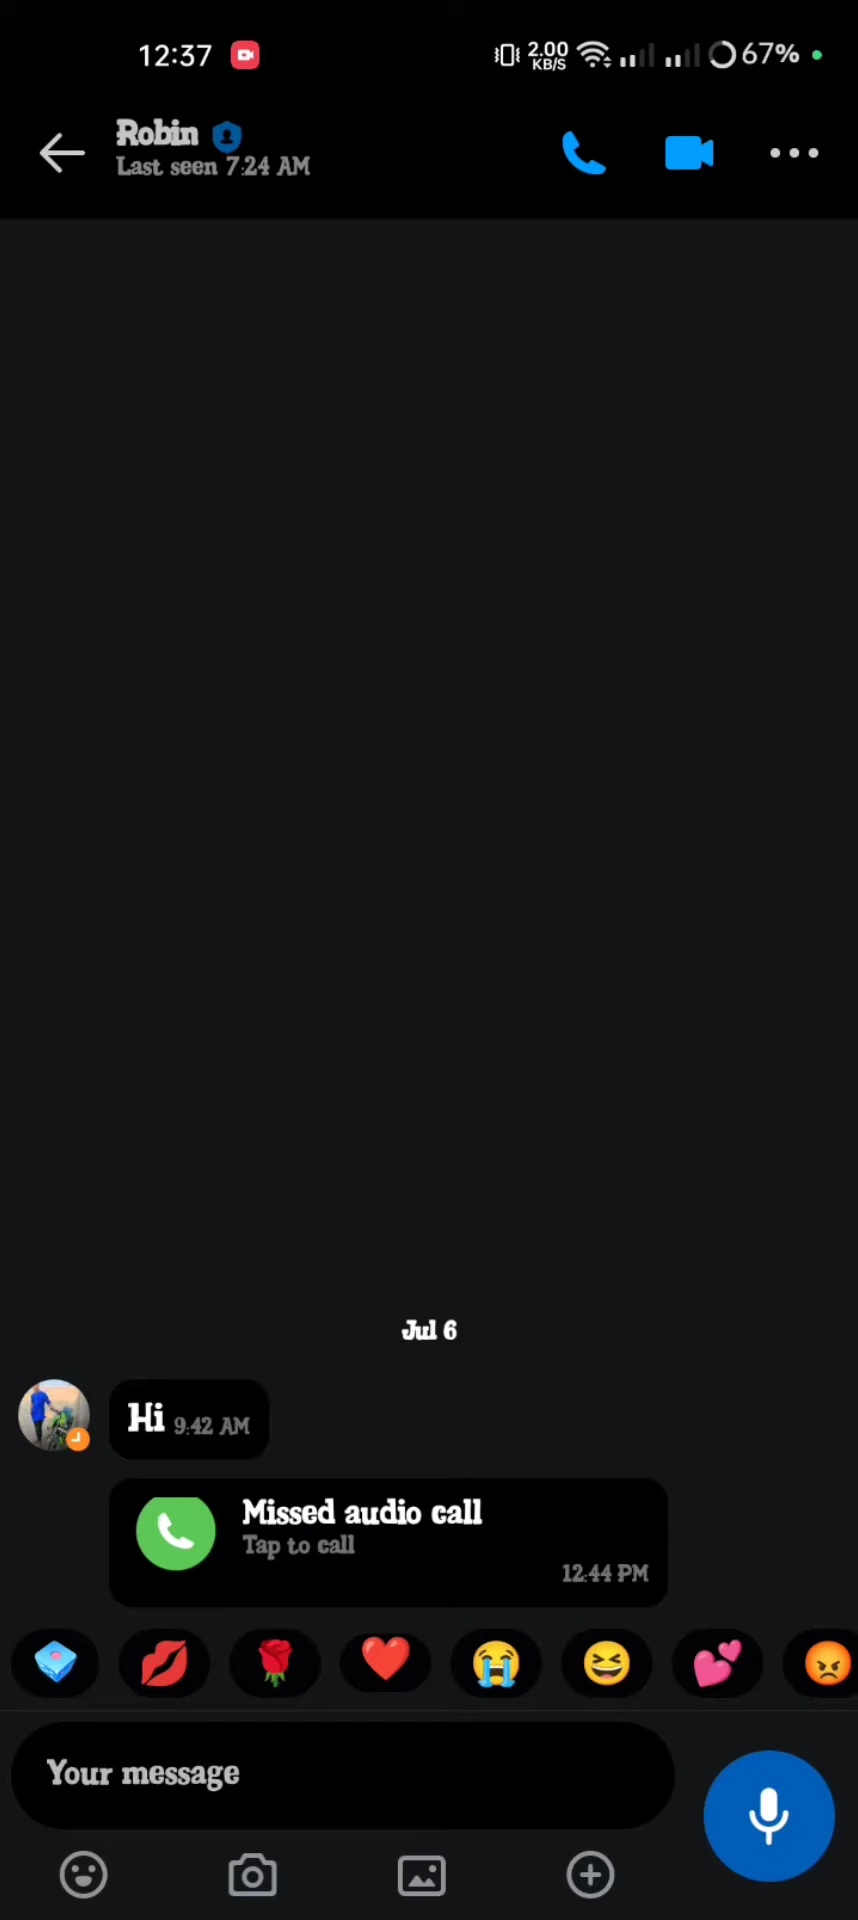 12:37 2.00 KB/S 67%
Robin
Last seen 7:24 AM
Jul 6
Hi 9:42 AM
Missed audio call
Tap to call
12:44 PM
Your message